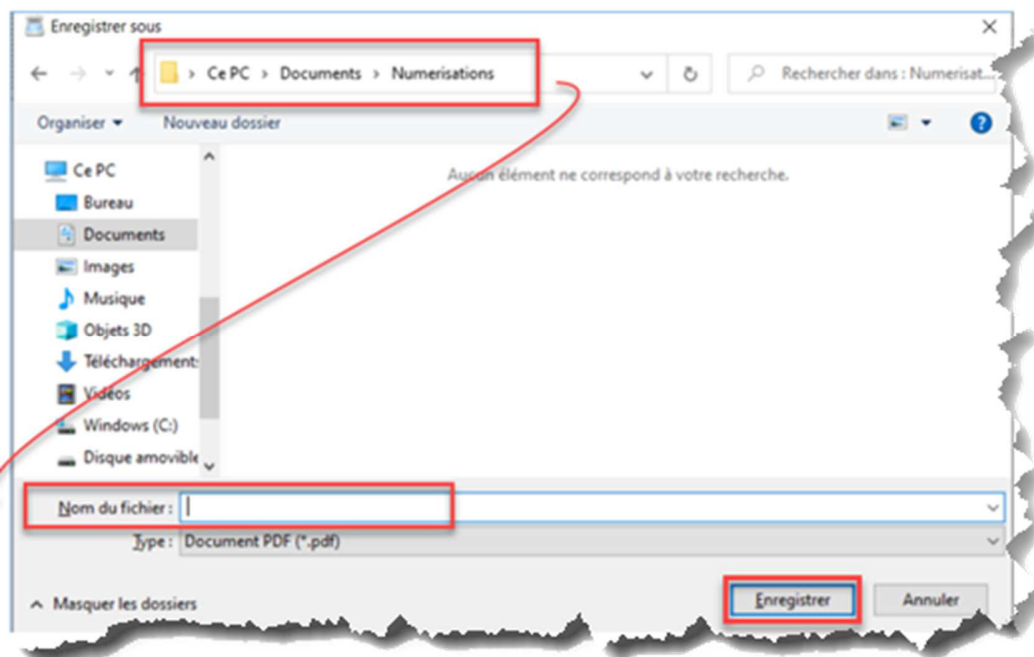 Enregistrer sous
Ce PC > Documents > Numerisations
Rechercher dans : Numerisat...
Organiser
Nouveau dossier
Ce PC
Aucun élément ne correspond à votre recherche.
Bureau
Documents
Images
Musique
Objets 3D
Téléchargements
Vidéos
Windows (C:)
Disque amovible
Nom du fichier :
Type : Document PDF (*.pdf)
Masquer les dossiers
Enregistrer
Annuler